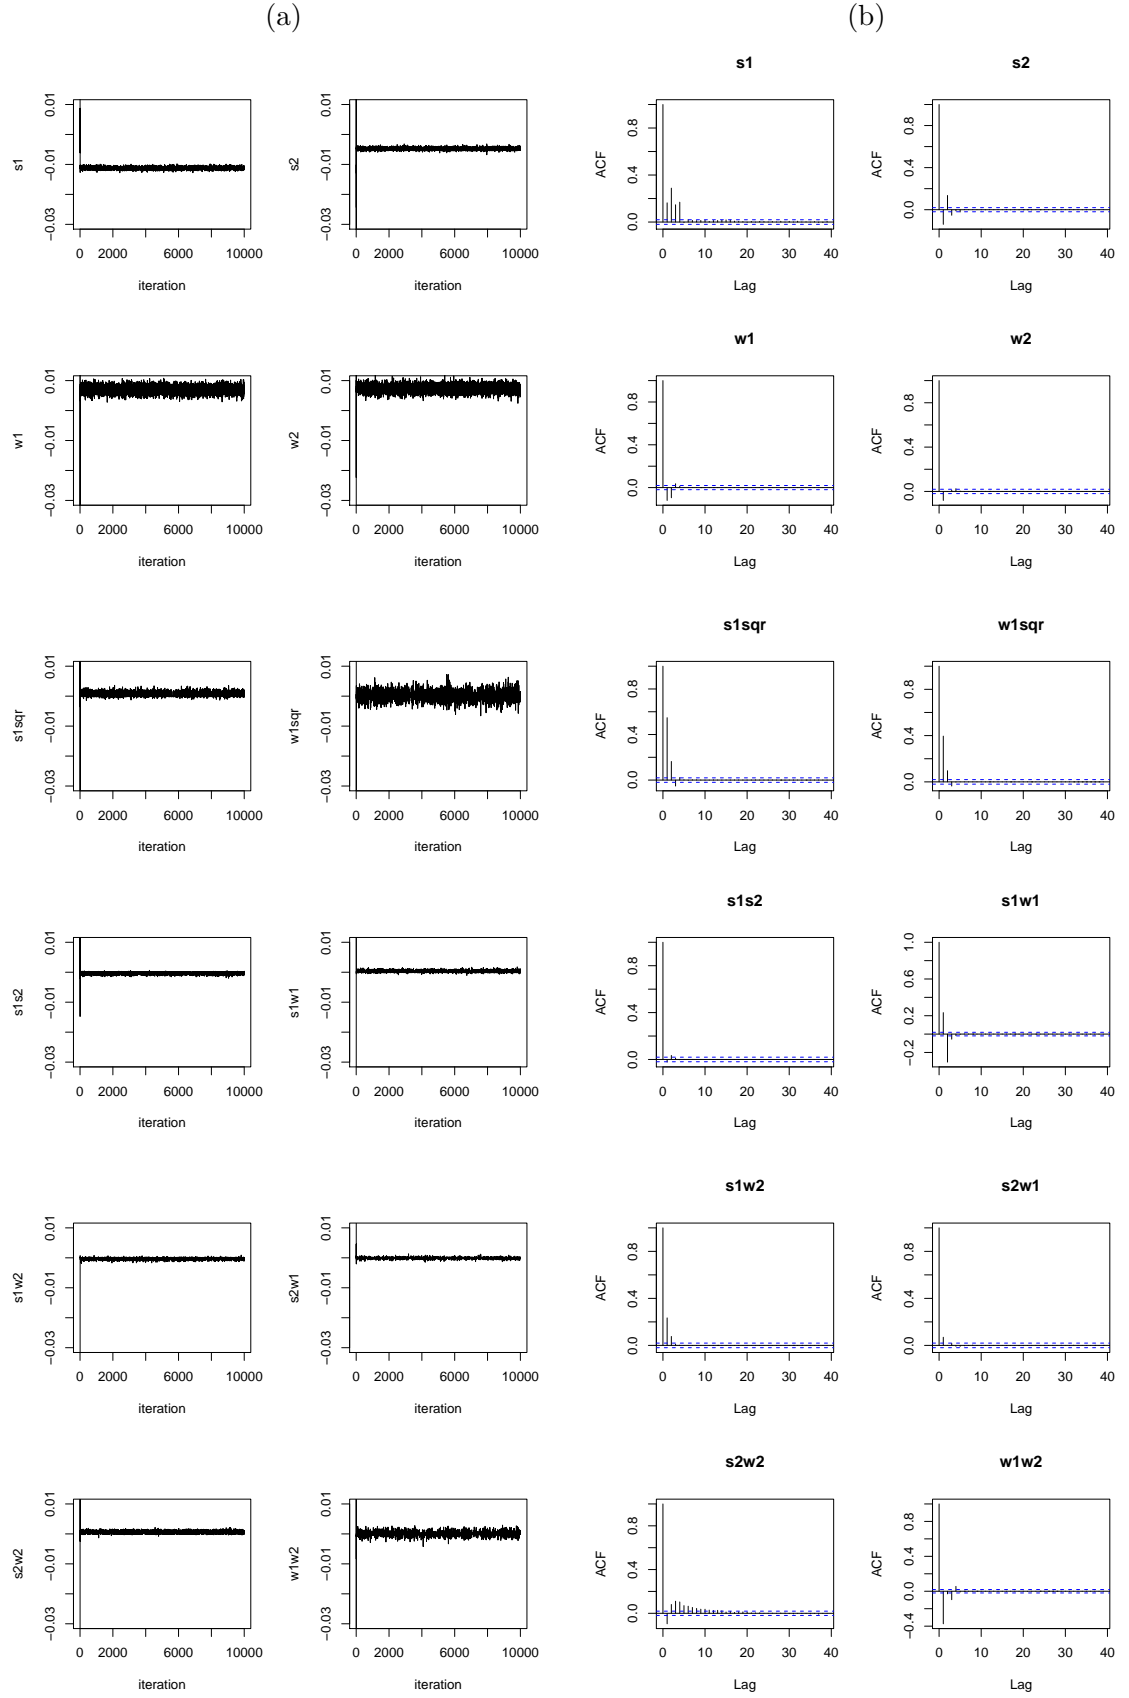 (a) (b)
s1 s2
0.01 0.01 0.8 0.8
s1 −0.01 s2 −0.01 ACF 0.4 ACF 0.4
−0.03 −0.03 0.0 0.0
0 2000 6000 10000 0 2000 6000 10000 0 10 20 30 40 0 10 20 30 40
iteration iteration Lag Lag
w1 w2
0.01 0.01 0.8 0.8
w1 −0.01 w2 −0.01 ACF 0.4 ACF 0.4
−0.03 −0.03 0.0 0.0
0 2000 6000 10000 0 2000 6000 10000 0 10 20 30 40 0 10 20 30 40
iteration iteration Lag Lag
s1sqr w1sqr
0.01 0.01 0.8 0.8
s1sqr −0.01 w1sqr −0.01 ACF 0.4 ACF 0.4
−0.03 −0.03 0.0 0.0
0 2000 6000 10000 0 2000 6000 10000 0 10 20 30 40 0 10 20 30 40
iteration iteration Lag Lag
s1s2 s1w1
0.01 0.01 0.8 1.0
s1s2 −0.01 s1w1 −0.01 ACF 0.4 ACF 0.6
−0.03 −0.03 0.0 0.2
−0.2
0 2000 6000 10000 0 2000 6000 10000 0 10 20 30 40 0 10 20 30 40
iteration iteration Lag Lag
s1w2 s2w1
0.01 0.01 0.8 0.8
s1w2 −0.01 s2w1 −0.01 ACF 0.4 ACF 0.4
−0.03 −0.03 0.0 0.0
0 2000 6000 10000 0 2000 6000 10000 0 10 20 30 40 0 10 20 30 40
iteration iteration Lag Lag
s2w2 w1w2
0.01 0.01 0.8 0.8
s2w2 −0.01 w1w2 −0.01 ACF 0.4 ACF 0.4
−0.03 −0.03 0.0 0.0
−0.4
0 2000 6000 10000 0 2000 6000 10000 0 10 20 30 40 0 10 20 30 40
iteration iteration Lag Lag